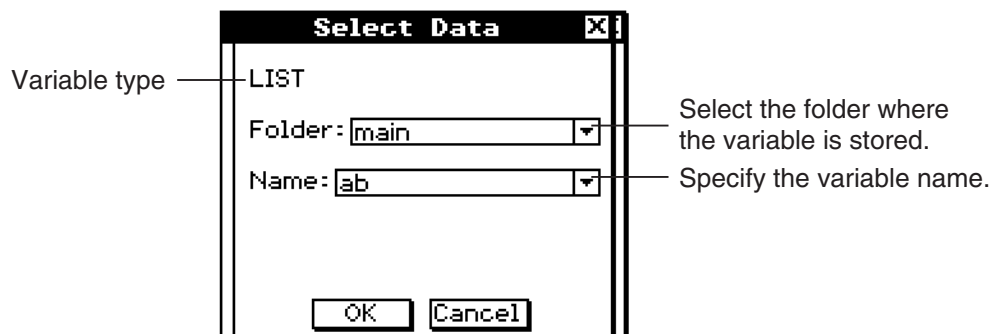 Select Data
Variable type
LIST
Folder: main
Select the folder where
the variable is stored.
Name: ab
Specify the variable name.
OK Cancel